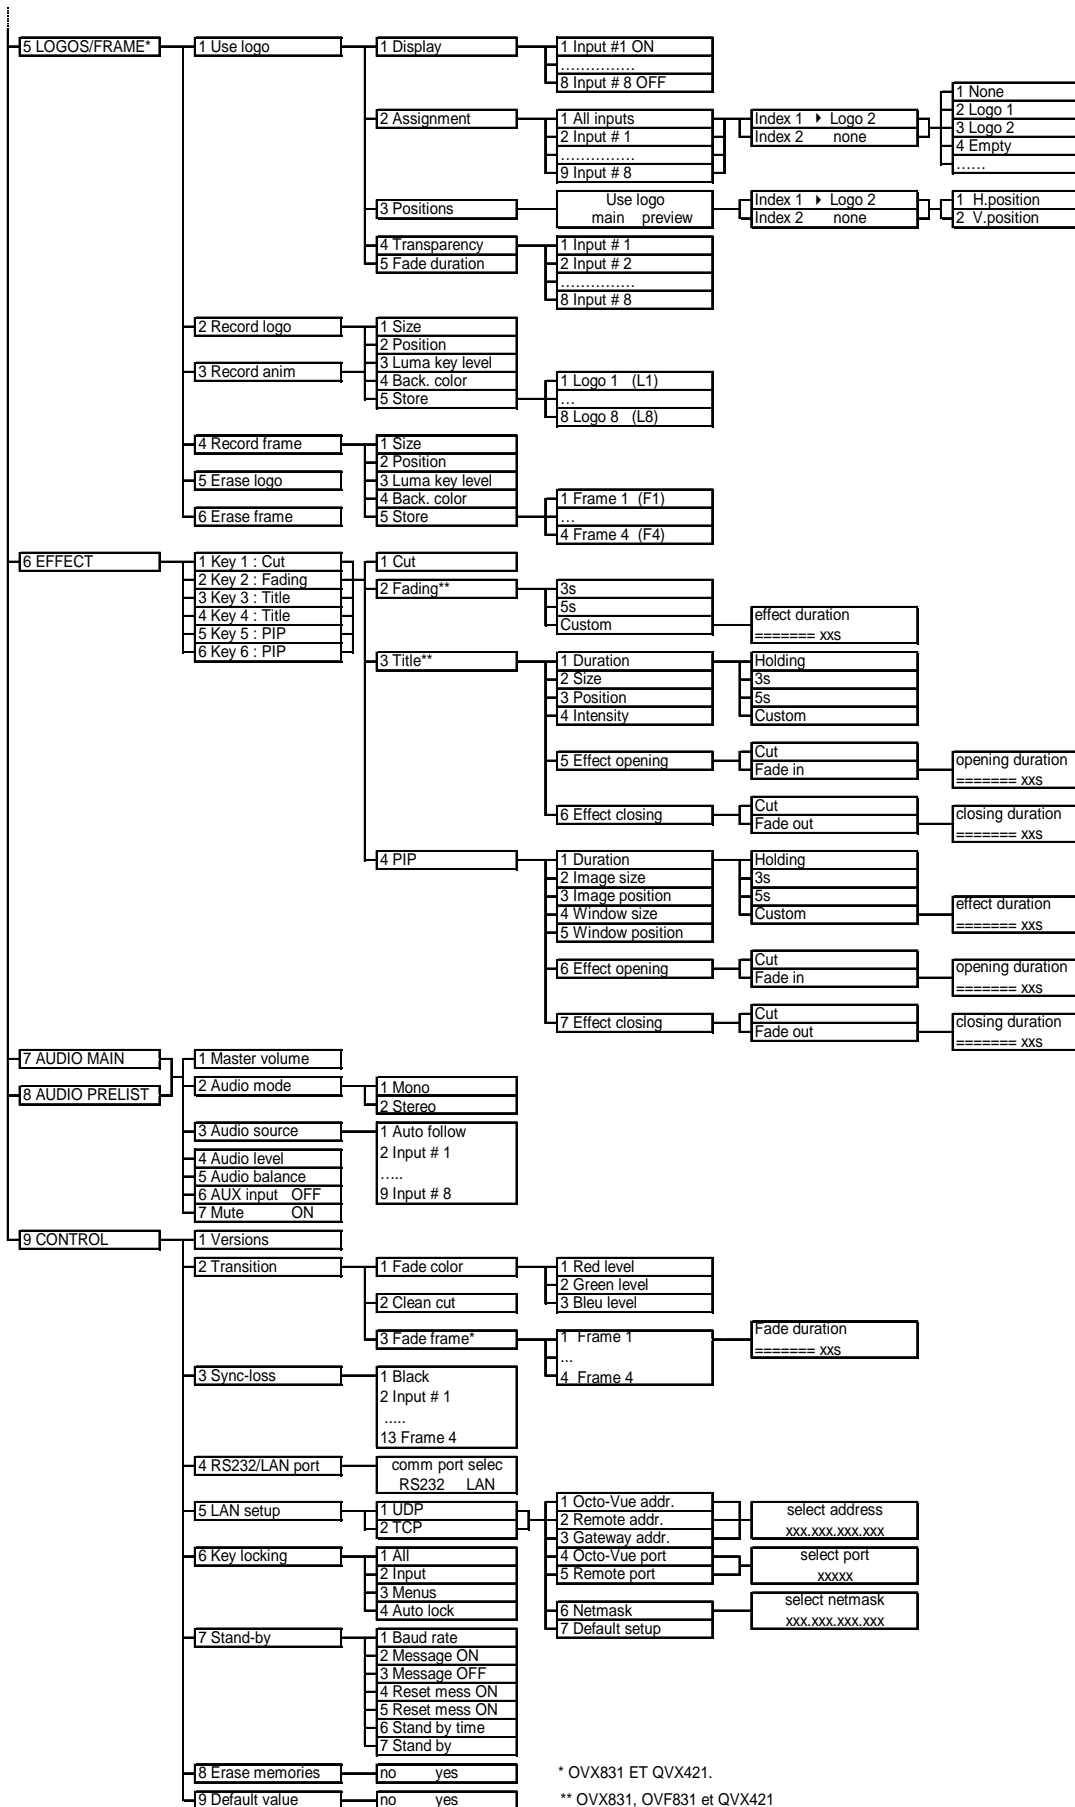 5 LOGOS/FRAME*
1 Use logo
1 Display
1 Input #1 ON
...............
8 Input # 8 OFF
2 Assignment
1 All inputs
2 Input # 1
...............
9 Input # 8
Index 1 ▸ Logo 2
Index 2 none
1 None
2 Logo 1
3 Logo 2
4 Empty
......
3 Positions
Use logo
main preview
Index 1 ▸ Logo 2
Index 2 none
1 H.position
2 V.position
4 Transparency
5 Fade duration
1 Input # 1
2 Input # 2
...............
8 Input # 8
2 Record logo
3 Record anim
1 Size
2 Position
3 Luma key level
4 Back. color
5 Store
1 Logo 1 (L1)
...
8 Logo 8 (L8)
4 Record frame
5 Erase logo
6 Erase frame
1 Size
2 Position
3 Luma key level
4 Back. color
5 Store
1 Frame 1 (F1)
...
4 Frame 4 (F4)
6 EFFECT
1 Key 1 : Cut
2 Key 2 : Fading
3 Key 3 : Title
4 Key 4 : Title
5 Key 5 : PIP
6 Key 6 : PIP
1 Cut
2 Fading**
3s
5s
Custom
effect duration
======= xxs
3 Title**
1 Duration
2 Size
3 Position
4 Intensity
Holding
3s
5s
Custom
5 Effect opening
Cut
Fade in
opening duration
======= xxs
6 Effect closing
Cut
Fade out
closing duration
======= xxs
4 PIP
1 Duration
2 Image size
3 Image position
4 Window size
5 Window position
Holding
3s
5s
Custom
effect duration
======= xxs
6 Effect opening
Cut
Fade in
opening duration
======= xxs
7 Effect closing
Cut
Fade out
closing duration
======= xxs
7 AUDIO MAIN
8 AUDIO PRELIST
1 Master volume
2 Audio mode
1 Mono
2 Stereo
3 Audio source
1 Auto follow
2 Input # 1
.....
9 Input # 8
4 Audio level
5 Audio balance
6 AUX input OFF
7 Mute ON
9 CONTROL
1 Versions
2 Transition
1 Fade color
1 Red level
2 Green level
3 Bleu level
2 Clean cut
3 Fade frame*
1 Frame 1
...
4 Frame 4
Fade duration
======= xxs
3 Sync-loss
1 Black
2 Input # 1
.....
13 Frame 4
4 RS232/LAN port
comm port selec
RS232 LAN
5 LAN setup
1 UDP
2 TCP
1 Octo-Vue addr.
2 Remote addr.
3 Gateway addr.
4 Octo-Vue port
5 Remote port
6 Netmask
7 Default setup
select address
xxx.xxx.xxx.xxx
select port
xxxxx
select netmask
xxx.xxx.xxx.xxx
6 Key locking
1 All
2 Input
3 Menus
4 Auto lock
7 Stand-by
1 Baud rate
2 Message ON
3 Message OFF
4 Reset mess ON
5 Reset mess ON
6 Stand by time
7 Stand by
8 Erase memories
no yes
9 Default value
no yes
* OVX831 ET QVX421.
** OVX831, OVF831 et QVX421